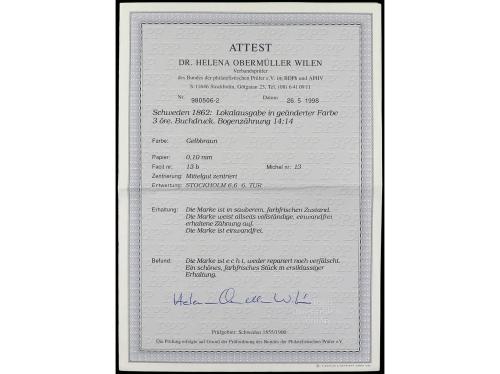 ATTEST
DR. HELENA OBERMÜLLER WILEN
Verbandsprüfer
des Bundes der philatelistischen Prüfer e.V. im BDPh und APHV
S-11646 Stockholm, Götgatan 25, Tel. (08) 641 09 11
Nr. 980506-2 Datum 26 5 1998
Schweden 1862: Lokalausgabe in geänderter Farbe
3 öre. Buchdruck. Bogenzähnung 14:14
Farbe: Gelbbraun
Papier: 0,10 mm
Facit nr: 13 b Michel nr: 13
Zentrierung: Mittelgut zentriert
Entwertung: STOCKHOLM 6.6 6. TUR
Erhaltung: Die Marke ist in sauberem, farbfrischen Zustand.
Die Marke weist allseits vollständige, einwandfrei
erhaltene Zähnung auf.
Die Marke ist einwandfrei.
Befund: Die Marke ist e c h t, weder repariert noch verfälscht.
Ein schönes, farbfrisches Stück in erstklassiger
Erhaltung.
Prüfgebiet: Schweden 1855/1900
Die Prüfung erfolgte auf Grund der Prüfordnung des Bundes der Philatelistischen Prüfer e.V.